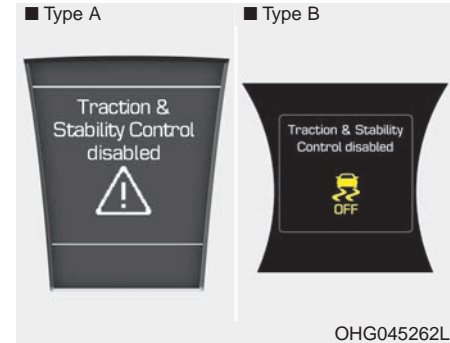 ■ Type A
■ Type B
Traction &
Stability Control
disabled
Traction & Stability
Control disabled
OFF
OHG045262L